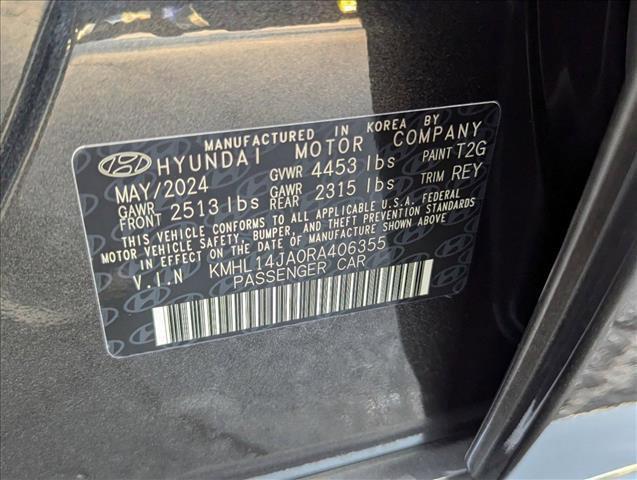 MANUFACTURED IN KOREA BY
HYUNDAI MOTOR COMPANY
MAY/2024 GVWR 4453 lbs PAINT T2G
GAWR FRONT 2513 lbs GAWR REAR 2315 lbs TRIM REY
THIS VEHICLE CONFORMS TO ALL APPLICABLE U.S.A. FEDERAL
MOTOR VEHICLE SAFETY, BUMPER, AND THEFT PREVENTION STANDARDS
IN EFFECT ON THE DATE OF MANUFACTURE SHOWN ABOVE.
V.I.N KMHL14JA0RA406355
PASSENGER CAR